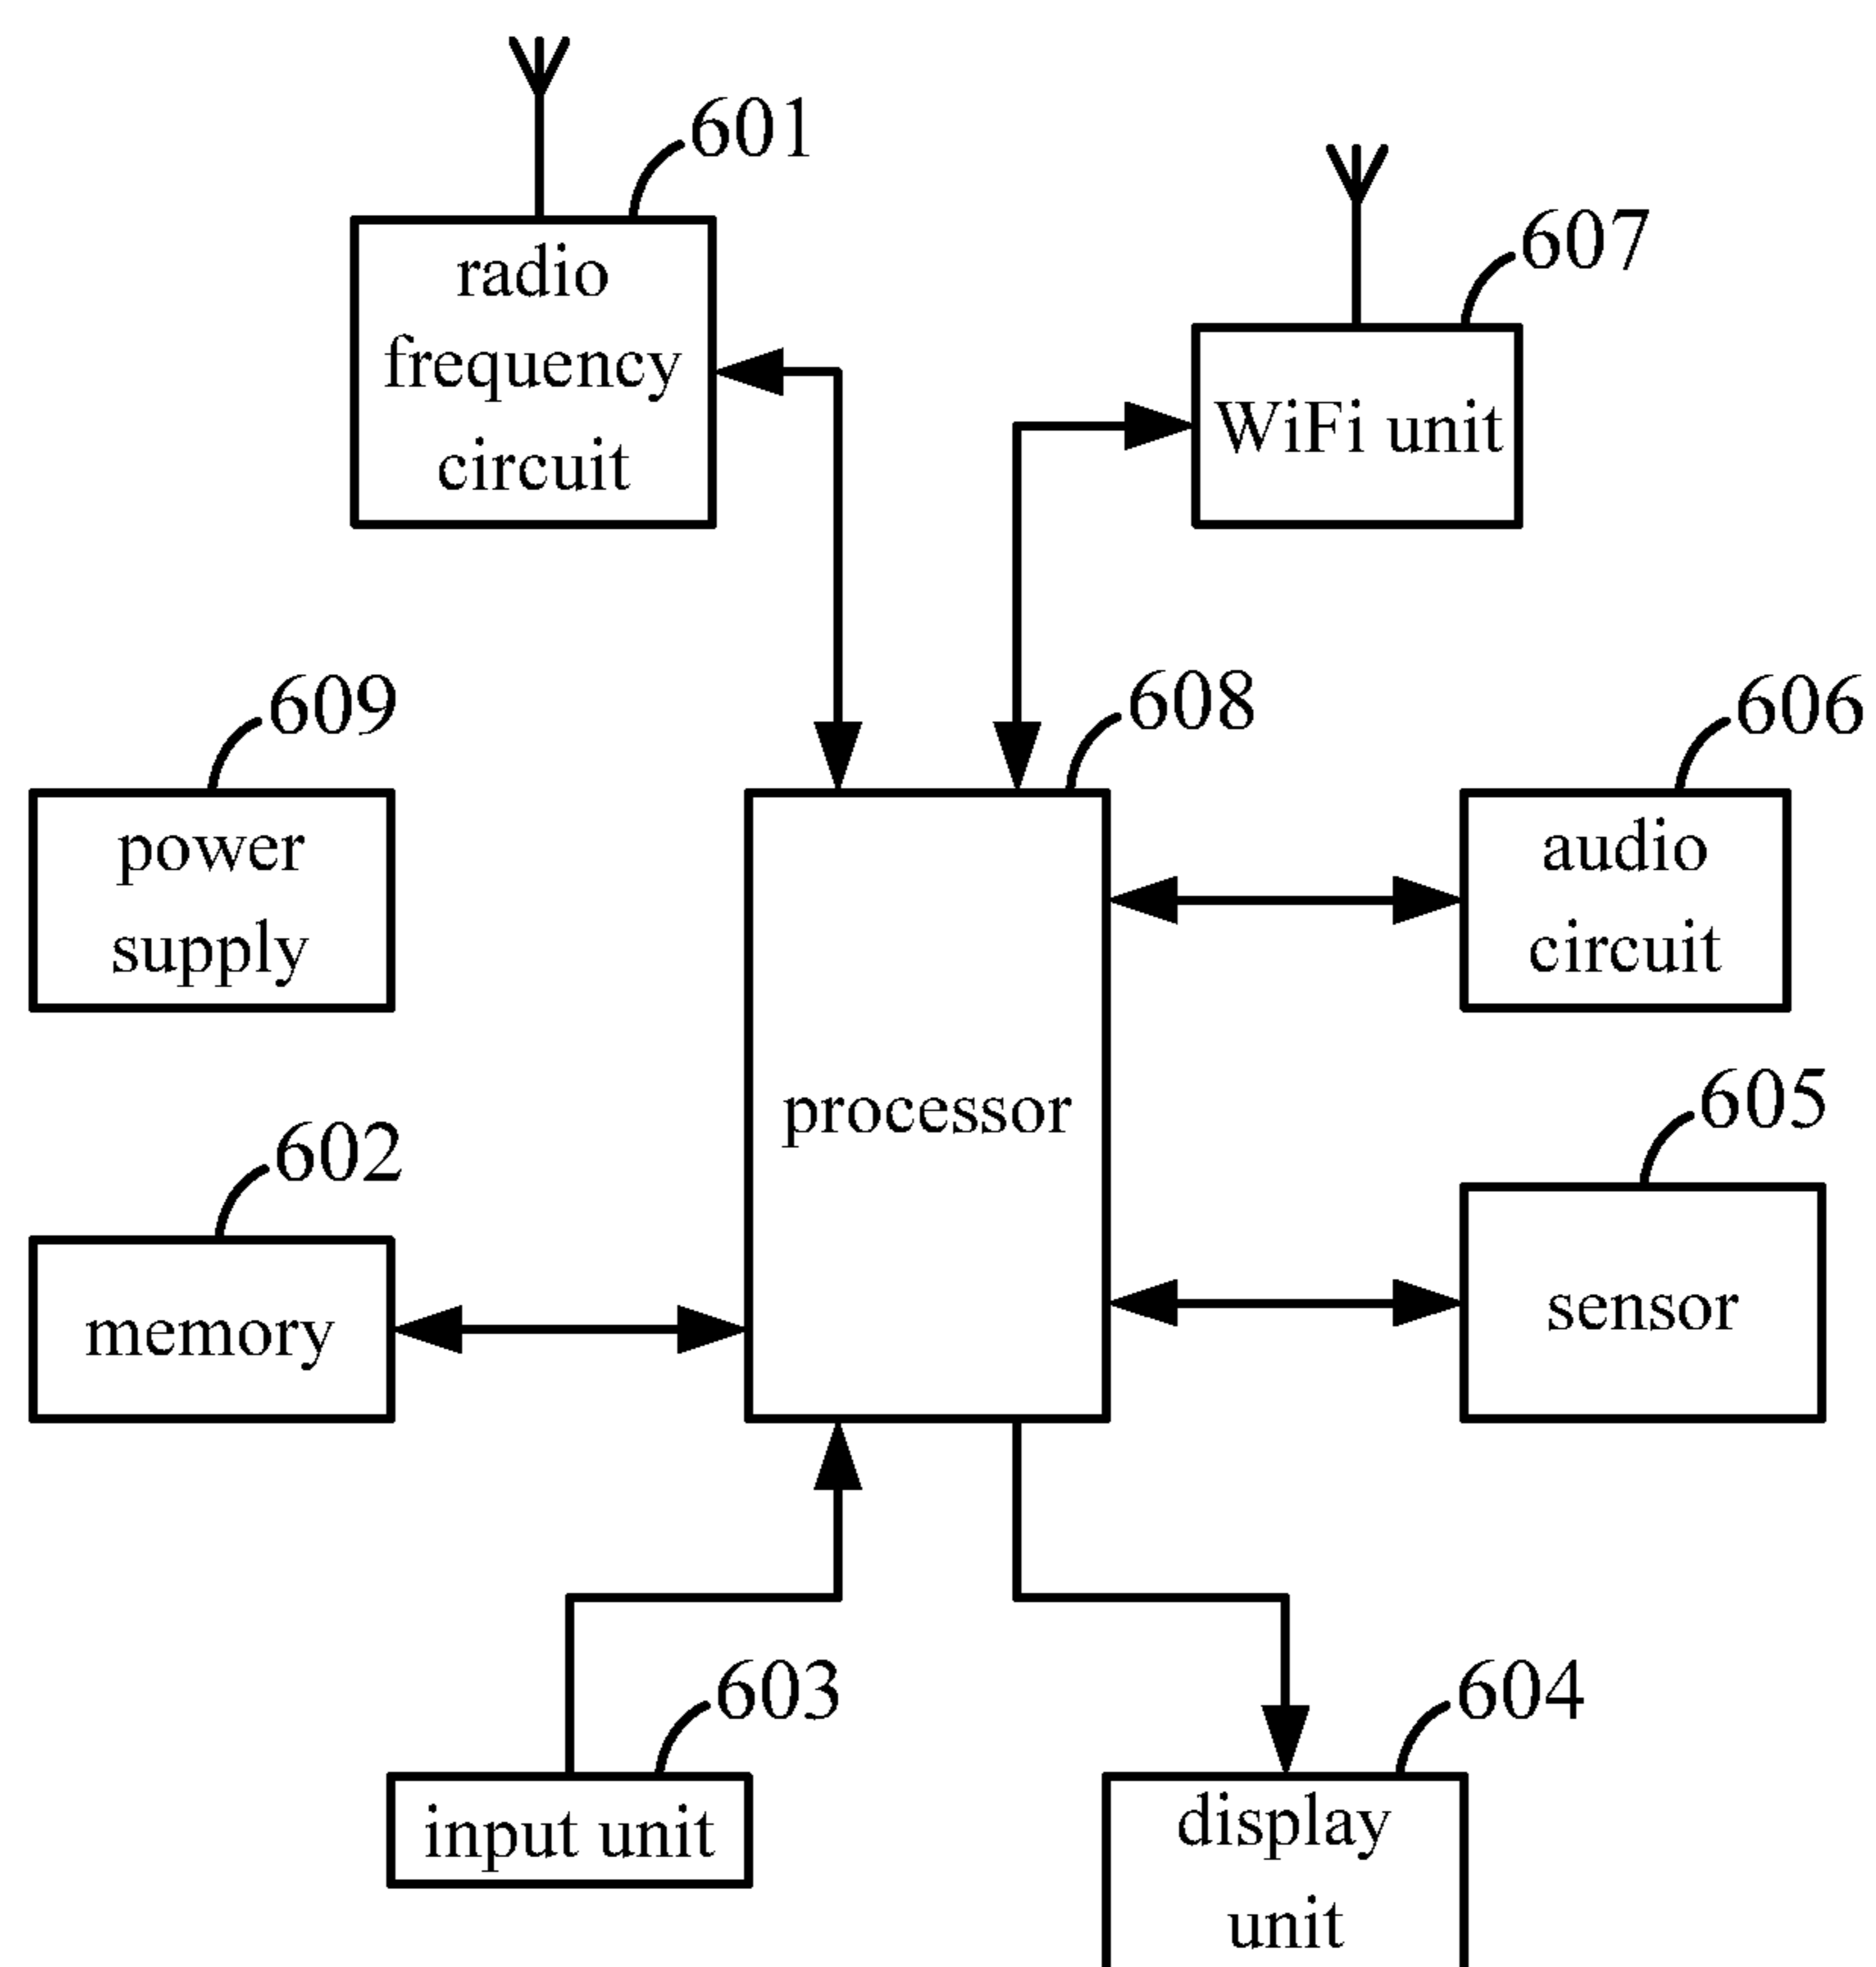 601
radio
frequency
circuit
607
WiFi unit
609
power
supply
608
processor
606
audio
circuit
602
memory
605
sensor
603
input unit
604
display
unit